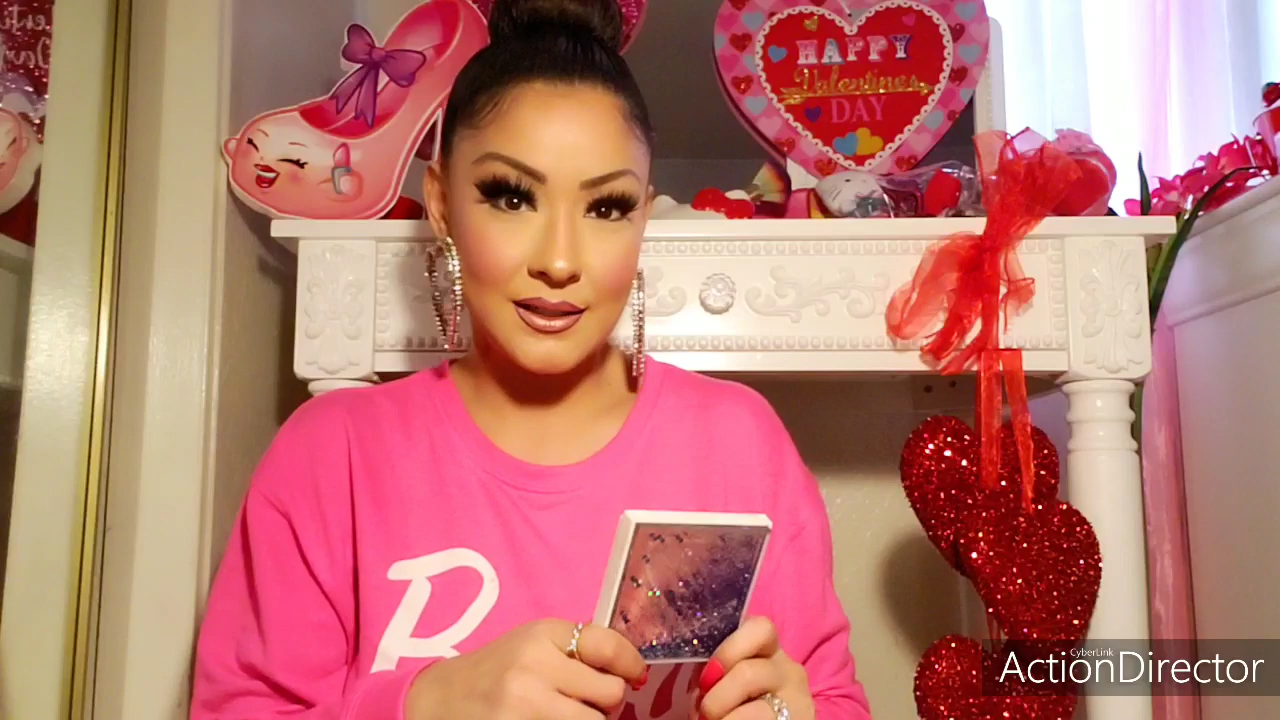 HAPPY
Valentines
DAY
B
CyberLink
ActionDirector